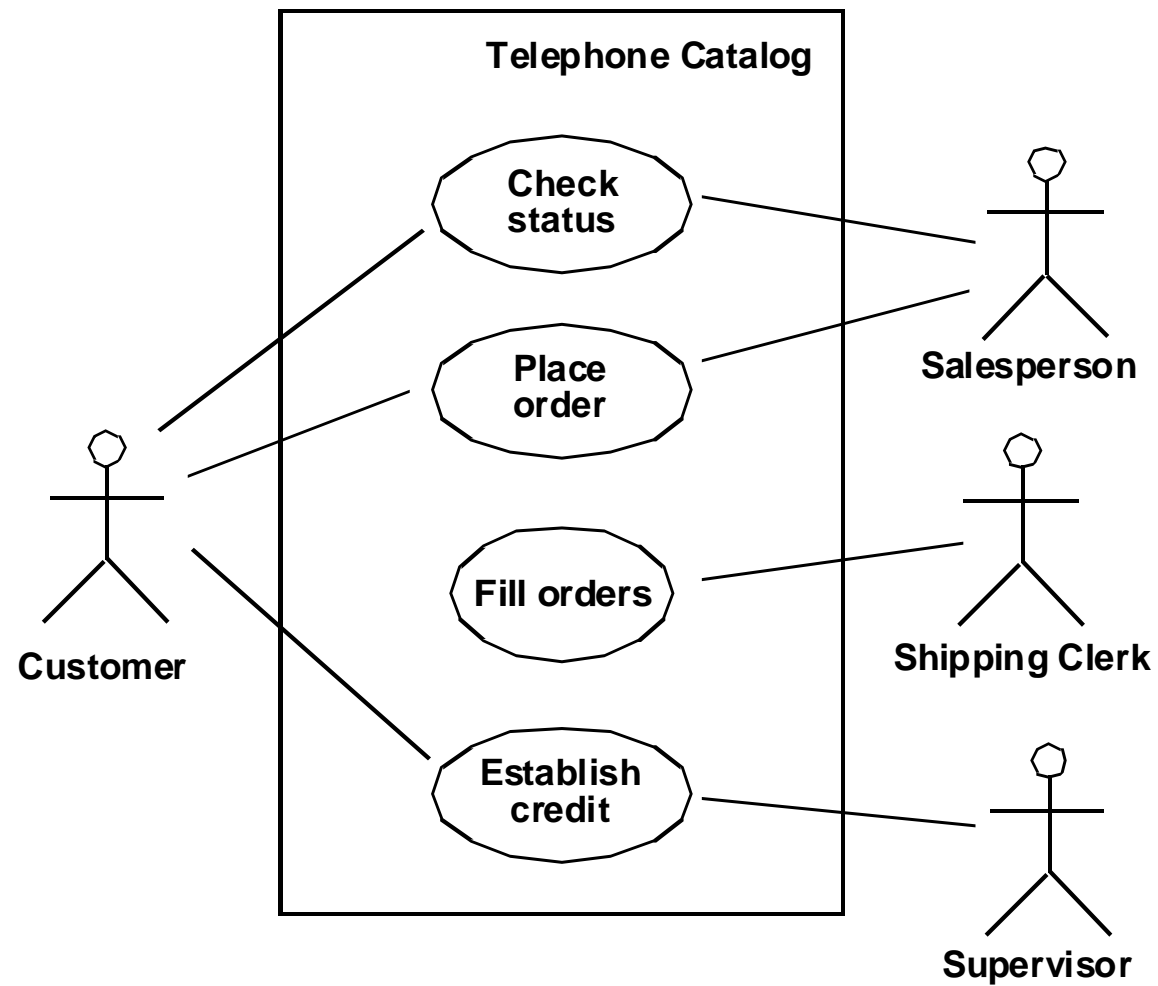 Telephone Catalog
Check
status
Place
order
Salesperson
Fill orders
Customer
Shipping Clerk
Establish
credit
Supervisor